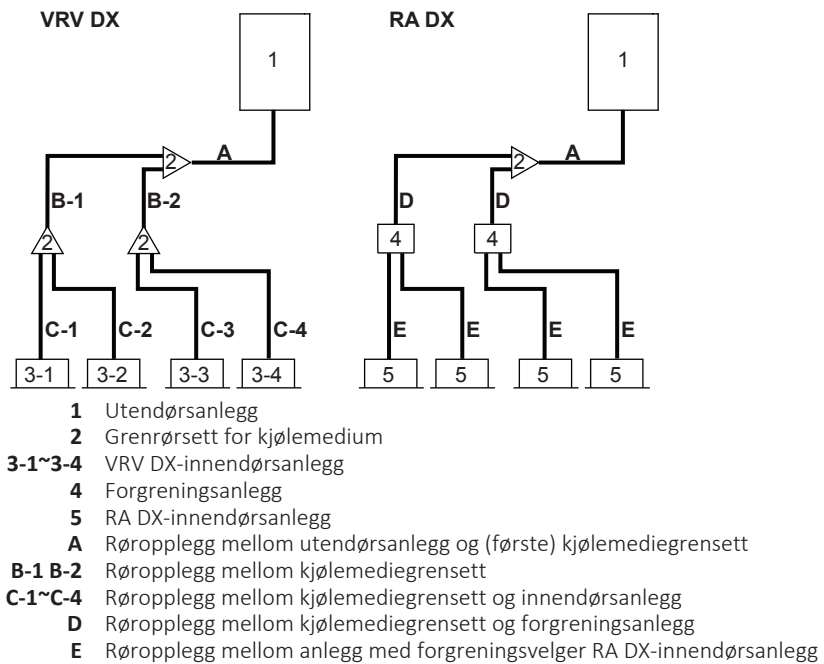 VRV DX RA DX
1 1
2 A 2 A
B-1 B-2 D D
2 2 4 4
C-1 C-2 C-3 C-4 E E E E
3-1 3-2 3-3 3-4 5 5 5 5
1 Utendørsanlegg
2 Grenrørsett for kjølemedium
3-1~3-4 VRV DX-innendørsanlegg
4 Forgreningsanlegg
5 RA DX-innendørsanlegg
A Røropplegg mellom utendørsanlegg og (første) kjølemediegrensett
B-1 B-2 Røropplegg mellom kjølemediegrensett
C-1~C-4 Røropplegg mellom kjølemediegrensett og innendørsanlegg
D Røropplegg mellom kjølemediegrensett og forgreningsanlegg
E Røropplegg mellom anlegg med forgreningsvelger RA DX-innendørsanlegg